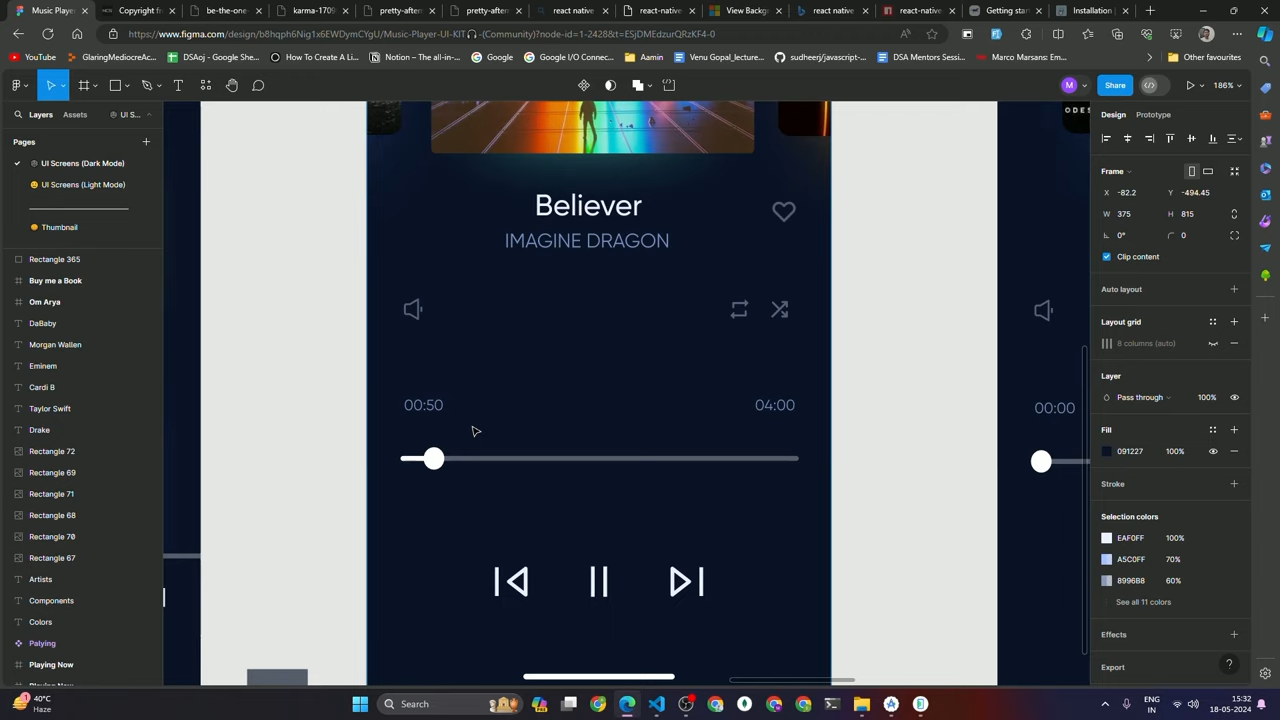 Music Player
Copyright fr
be-the-one-
karma-1709
pretty-after
pretty-after
react native
react-native
View Backg
react native
react-native
Getting star
Installation
https://www.figma.com/design/b8hqph6Nig1x6EWDymCYgU/Music-Player-UI-KIT🎧-(Community)?node-id=1-2428&t=ESjDMEdzurQRzKF4-0
YouTube
GlaringMediocreAc...
DSAoj - Google She...
How To Create A Li...
Notion – The all-in-...
Google
Google I/O Connec...
Aamin
Venu Gopal_lecture...
sudheerj/javascript-...
DSA Mentors Sessi...
Marco Marsans: Em...
Other favourites
M
Share
186%
Layers
Assets
UI S...
Design
Prototype
Pages
UI Screens (Dark Mode)
UI Screens (Light Mode)
Thumbnail
Rectangle 365
Buy me a Book
Om Arya
DaBaby
Morgan Wallen
Eminem
Cardi B
Taylor Swift
Drake
Rectangle 72
Rectangle 69
Rectangle 71
Rectangle 68
Rectangle 70
Rectangle 67
Artists
Components
Colors
Palying
Playing Now
ODES
Believer
IMAGINE DRAGON
00:50
04:00
00:00
Frame
X -82.2 Y -494.45
W 375 H 815
0° 0
Clip content
Auto layout
Layout grid
8 columns (auto)
Layer
Pass through 100%
Fill
091227 100%
Stroke
Selection colors
EAF0FF 100%
A5C0FF 70%
8996B8 60%
See all 11 colors
Effects
Export
?
40°C
Haze
Search
ENG
IN
15:32
18-05-2024